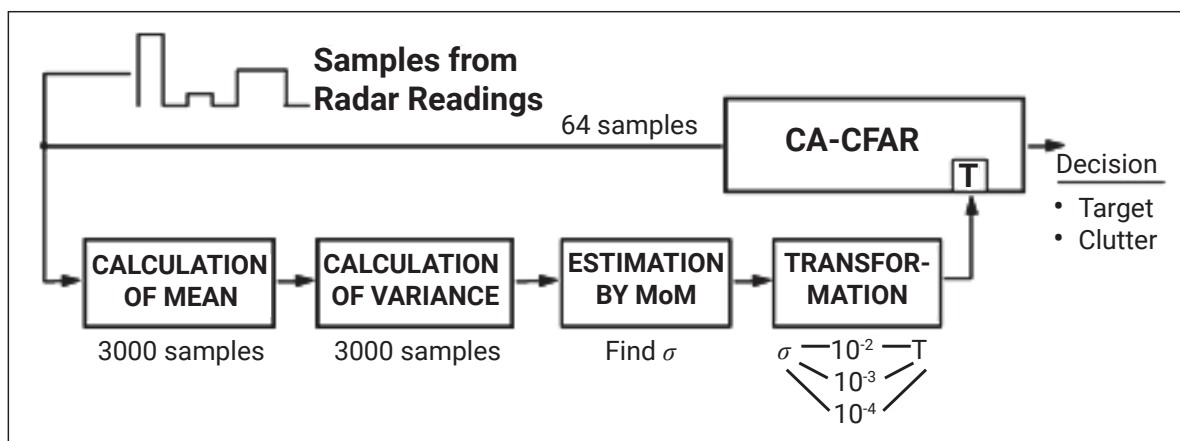 Samples from
Radar Readings
64 samples
CA-CFAR
T
Decision
• Target
• Clutter
CALCULATION
OF MEAN
CALCULATION
OF VARIANCE
ESTIMATION
BY MoM
TRANSFOR-
MATION
3000 samples
3000 samples
Find σ
σ 10⁻² T
10⁻³
10⁻⁴